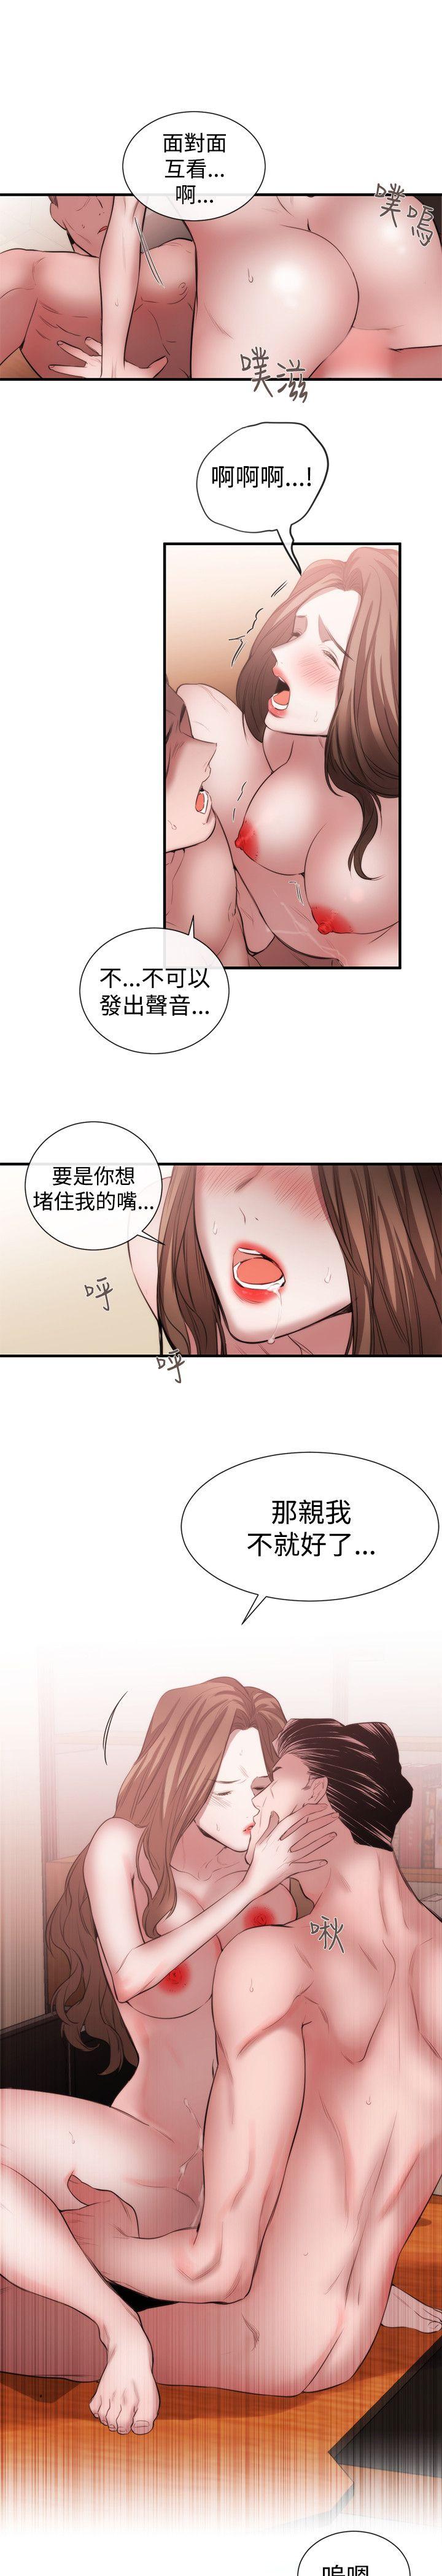 面對面
互看...
啊...
噗嗚
噗滋
啊啊啊...!
不...不可以
發出聲音...
要是你想
堵住我的嘴...
呼
呼
那親我
不就好了...
啾
嗚嗯